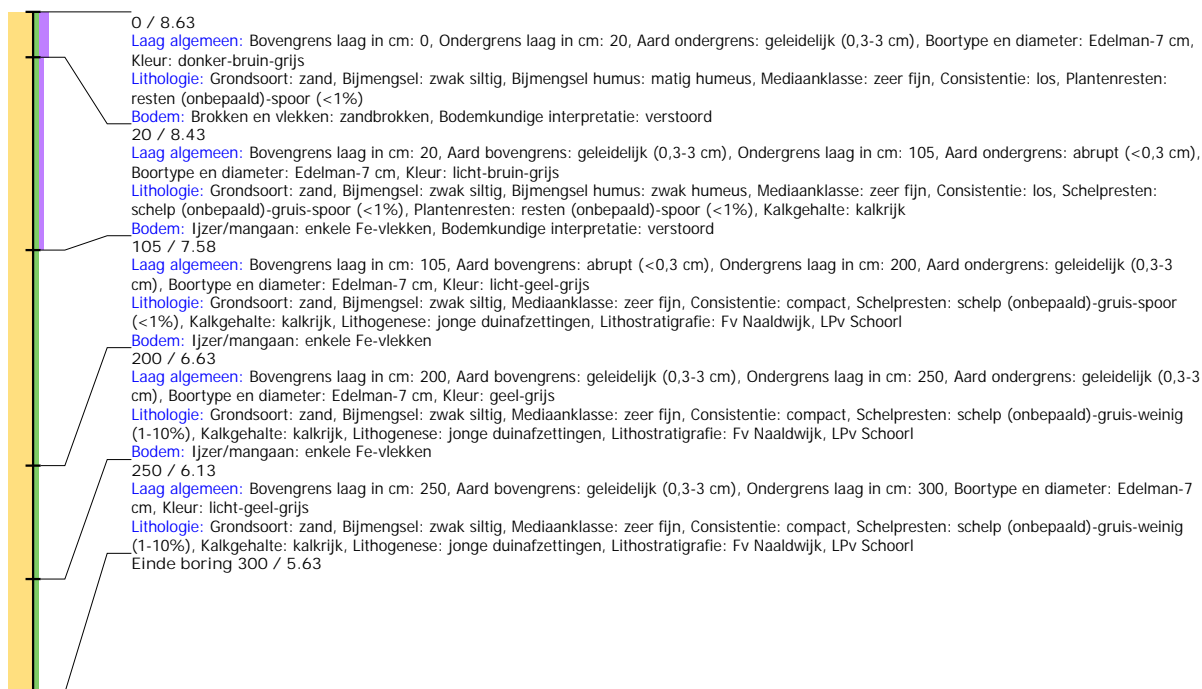 0 / 8.63
Laag algemeen: Bovengrens laag in cm: 0, Ondergrens laag in cm: 20, Aard ondergrens: geleidelijk (0,3-3 cm), Boortype en diameter: Edelman-7 cm,
Kleur: donker-bruin-grijs
Lithologie: Grondsoort: zand, Bijmengsel: zwak siltig, Bijmengsel humus: matig humeus, Mediaanklasse: zeer fijn, Consistentie: los, Plantenresten:
resten (onbepaald)-spoor (<1%)
Bodem: Brokken en vlekken: zandbrokken, Bodemkundige interpretatie: verstoord
20 / 8.43
Laag algemeen: Bovengrens laag in cm: 20, Aard bovengrens: geleidelijk (0,3-3 cm), Ondergrens laag in cm: 105, Aard ondergrens: abrupt (<0,3 cm),
Boortype en diameter: Edelman-7 cm, Kleur: licht-bruin-grijs
Lithologie: Grondsoort: zand, Bijmengsel: zwak siltig, Bijmengsel humus: zwak humeus, Mediaanklasse: zeer fijn, Consistentie: los, Schelpresten:
schelp (onbepaald)-gruis-spoor (<1%), Plantenresten: resten (onbepaald)-spoor (<1%), Kalkgehalte: kalkrijk
Bodem: Ijzer/mangaan: enkele Fe-vlekken, Bodemkundige interpretatie: verstoord
105 / 7.58
Laag algemeen: Bovengrens laag in cm: 105, Aard bovengrens: abrupt (<0,3 cm), Ondergrens laag in cm: 200, Aard ondergrens: geleidelijk (0,3-3
cm), Boortype en diameter: Edelman-7 cm, Kleur: licht-geel-grijs
Lithologie: Grondsoort: zand, Bijmengsel: zwak siltig, Mediaanklasse: zeer fijn, Consistentie: compact, Schelpresten: schelp (onbepaald)-gruis-spoor
(<1%), Kalkgehalte: kalkrijk, Lithogenese: jonge duinafzettingen, Lithostratigrafie: Fv Naaldwijk, LPv Schoorl
Bodem: Ijzer/mangaan: enkele Fe-vlekken
200 / 6.63
Laag algemeen: Bovengrens laag in cm: 200, Aard bovengrens: geleidelijk (0,3-3 cm), Ondergrens laag in cm: 250, Aard ondergrens: geleidelijk (0,3-3
cm), Boortype en diameter: Edelman-7 cm, Kleur: geel-grijs
Lithologie: Grondsoort: zand, Bijmengsel: zwak siltig, Mediaanklasse: zeer fijn, Consistentie: compact, Schelpresten: schelp (onbepaald)-gruis-weinig
(1-10%), Kalkgehalte: kalkrijk, Lithogenese: jonge duinafzettingen, Lithostratigrafie: Fv Naaldwijk, LPv Schoorl
Bodem: Ijzer/mangaan: enkele Fe-vlekken
250 / 6.13
Laag algemeen: Bovengrens laag in cm: 250, Aard bovengrens: geleidelijk (0,3-3 cm), Ondergrens laag in cm: 300, Boortype en diameter: Edelman-7
cm, Kleur: licht-geel-grijs
Lithologie: Grondsoort: zand, Bijmengsel: zwak siltig, Mediaanklasse: zeer fijn, Consistentie: compact, Schelpresten: schelp (onbepaald)-gruis-weinig
(1-10%), Kalkgehalte: kalkrijk, Lithogenese: jonge duinafzettingen, Lithostratigrafie: Fv Naaldwijk, LPv Schoorl
Einde boring 300 / 5.63